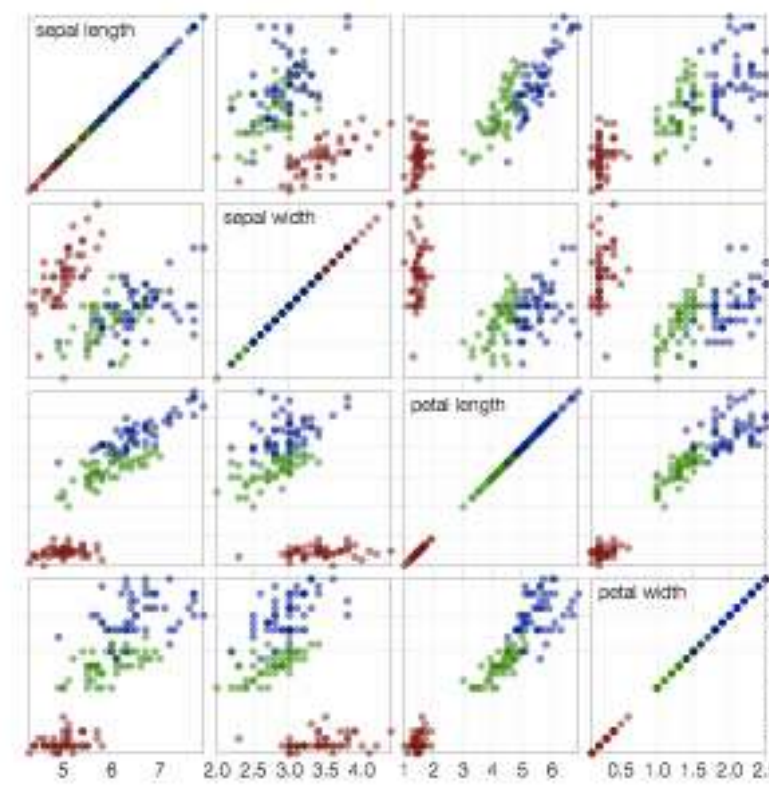 sepal length
sepal width
petal length
petal width
5 6 7 2.0 2.5 3.0 3.5 4.0 1 2 3 4 5 6 0.5 1.0 1.5 2.0 2.